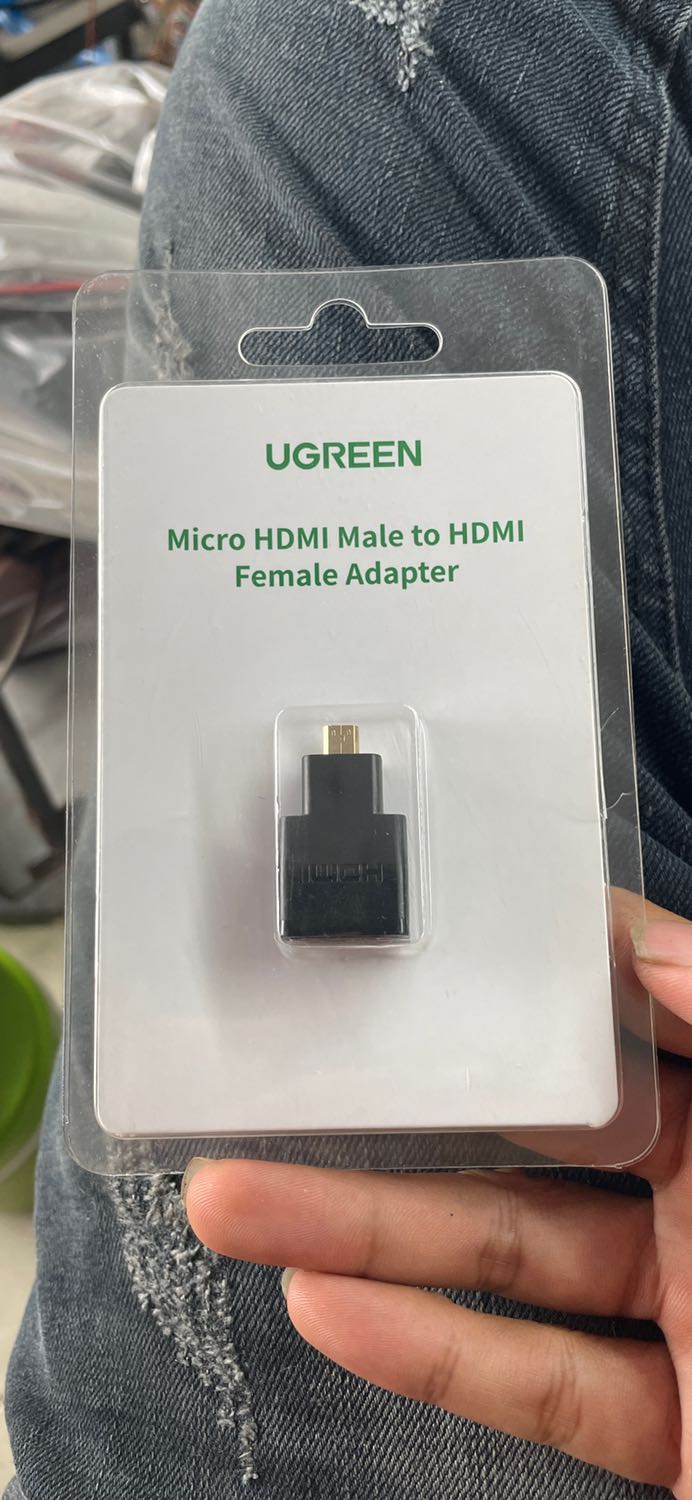 UGREEN
Micro HDMI Male to HDMI
Female Adapter
HDMI